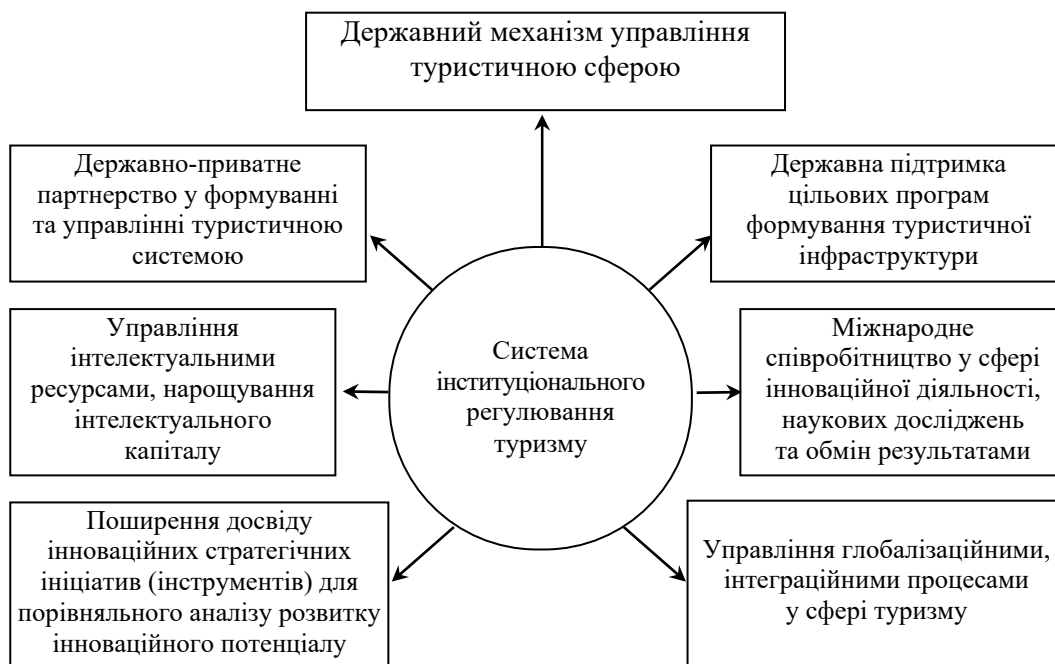 Державний механізм управління
туристичною сферою
Державно-приватне
партнерство у формуванні
та управлінні туристичною
системою
Державна підтримка
цільових програм
формування туристичної
інфраструктури
Управління
інтелектуальними
ресурсами, нарощування
інтелектуального
капіталу
Система
інституціонального
регулювання
туризму
Міжнародне
співробітництво у сфері
інноваційної діяльності,
наукових досліджень
та обмін результатами
Поширення досвіду
інноваційних стратегічних
ініціатив (інструментів) для
порівняльного аналізу розвитку
інноваційного потенціалу
Управління глобалізаційними,
інтеграційними процесами
у сфері туризму